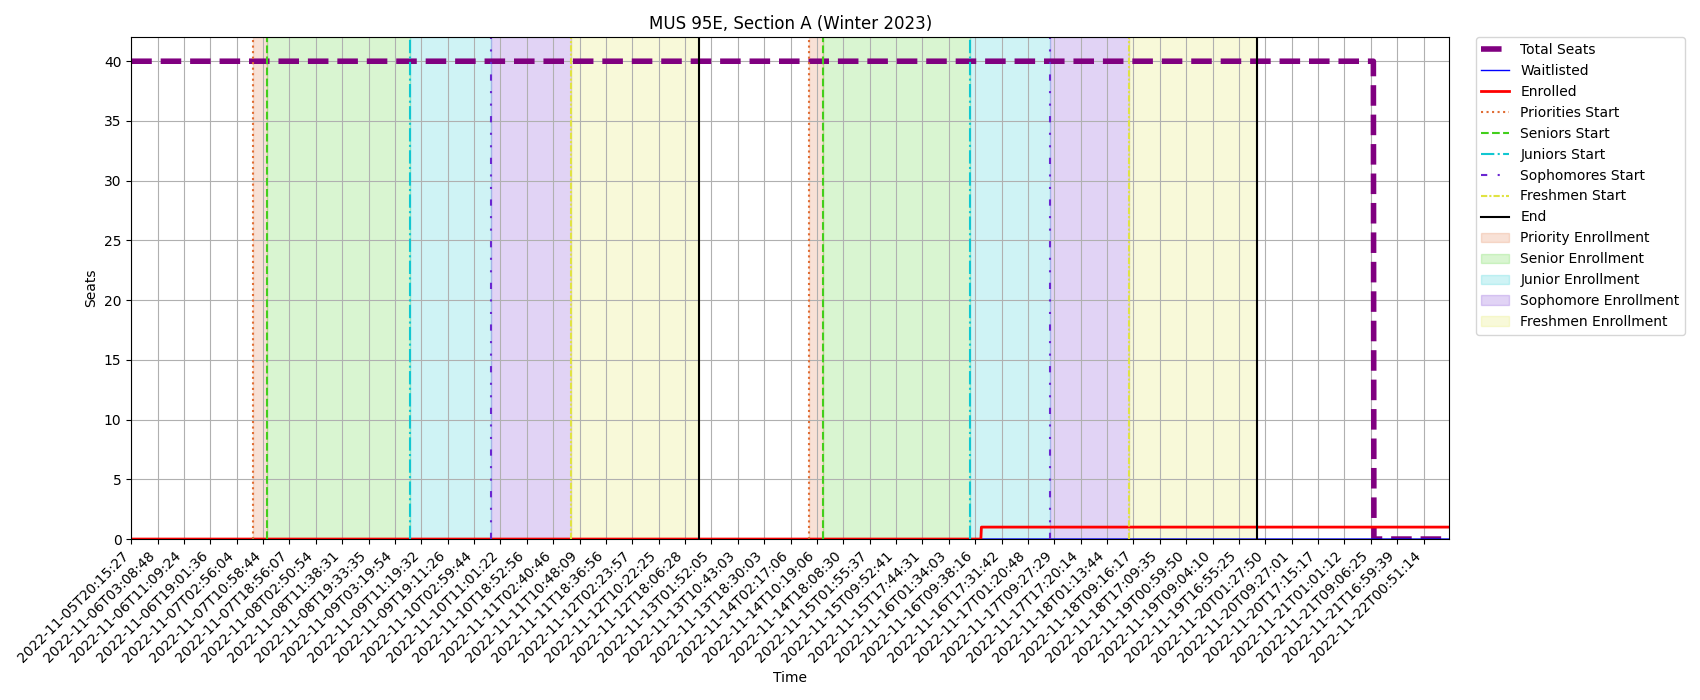 MUS 95E, Section A (Winter 2023)
Seats
40
35
30
25
20
15
10
5
0
2022-11-05T20:15:27
2022-11-06T03:08:48
2022-11-06T11:09:24
2022-11-06T19:01:36
2022-11-07T02:56:04
2022-11-07T10:58:44
2022-11-07T18:56:07
2022-11-08T02:50:54
2022-11-08T11:38:31
2022-11-08T19:33:35
2022-11-09T03:19:54
2022-11-09T11:19:32
2022-11-09T19:11:26
2022-11-10T02:59:44
2022-11-10T11:01:22
2022-11-10T18:52:56
2022-11-11T02:40:46
2022-11-11T10:48:09
2022-11-11T18:36:56
2022-11-12T02:23:57
2022-11-12T10:22:25
2022-11-12T18:06:28
2022-11-13T01:52:05
2022-11-13T10:43:03
2022-11-13T18:30:03
2022-11-14T02:17:06
2022-11-14T10:19:06
2022-11-14T18:08:30
2022-11-15T01:55:37
2022-11-15T09:52:41
2022-11-15T17:44:31
2022-11-16T01:34:03
2022-11-16T09:38:16
2022-11-16T17:31:42
2022-11-17T01:20:48
2022-11-17T09:27:29
2022-11-17T17:20:14
2022-11-18T01:13:44
2022-11-18T09:16:17
2022-11-18T17:09:35
2022-11-19T00:59:50
2022-11-19T09:04:10
2022-11-19T16:55:25
2022-11-20T01:27:50
2022-11-20T09:27:01
2022-11-20T17:15:17
2022-11-21T01:01:12
2022-11-21T09:06:25
2022-11-21T16:59:39
2022-11-22T00:51:14
Time
Total Seats
Waitlisted
Enrolled
Priorities Start
Seniors Start
Juniors Start
Sophomores Start
Freshmen Start
End
Priority Enrollment
Senior Enrollment
Junior Enrollment
Sophomore Enrollment
Freshmen Enrollment